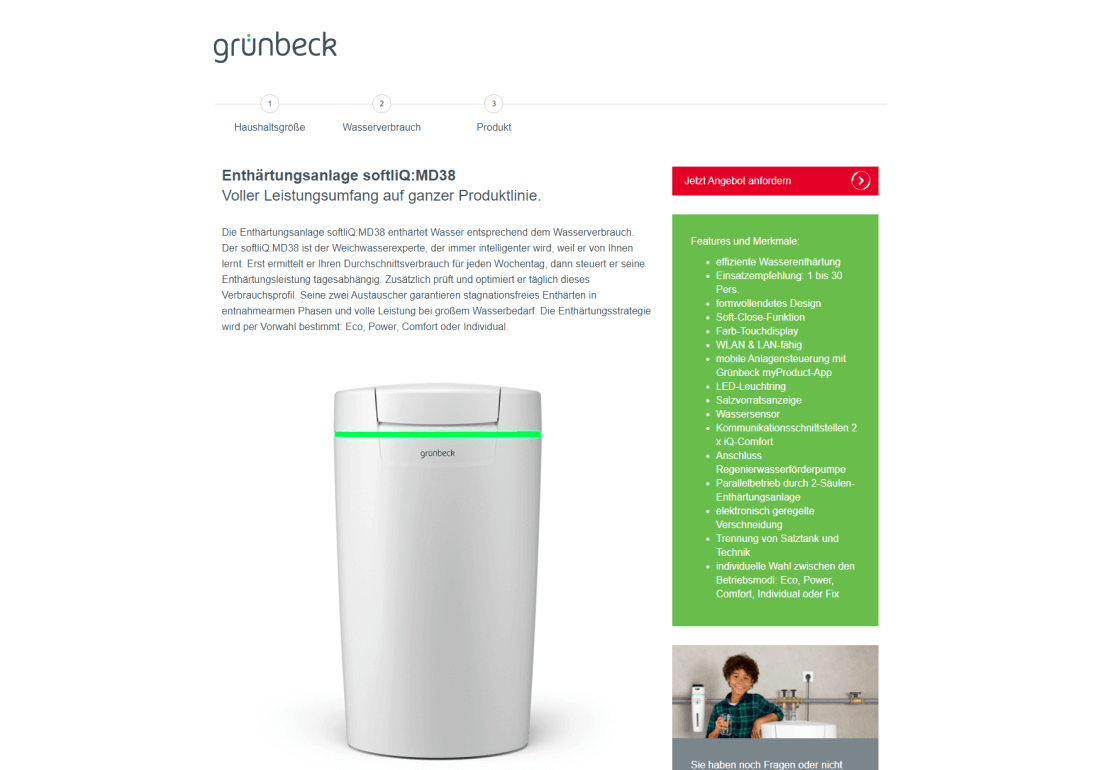 grünbeck
1
2
3
Haushaltsgröße
Wasserverbrauch
Produkt
Enthärtungsanlage softliQ:MD38
Voller Leistungsumfang auf ganzer Produktlinie.
Die Enthärtungsanlage softliQ:MD38 enthärtet Wasser entsprechend dem Wasserverbrauch.
Der softliQ:MD38 ist der Weichwasserexperte, der immer intelligenter wird, weil er von Ihnen
lernt. Erst ermittelt er Ihren Durchschnittsverbrauch für jeden Wochentag, dann steuert er seine
Enthärtungsleistung tagesabhängig. Zusätzlich prüft und optimiert er täglich dieses
Verbrauchsprofil. Seine zwei Austauscher garantieren stagnationsfreies Enthärten in
entnahmearmen Phasen und volle Leistung bei großem Wasserbedarf. Die Enthärtungsstrategie
wird per Vorwahl bestimmt: Eco, Power, Comfort oder Individual.
grünbeck
Jetzt Angebot anfordern
Features und Merkmale:
• effiziente Wasserenthärtung
• Einsatzempfehlung: 1 bis 30
Pers.
• formvollendetes Design
• Soft-Close-Funktion
• Farb-Touchdisplay
• WLAN & LAN-fähig
• mobile Anlagensteuerung mit
Grünbeck myProduct-App
• LED-Leuchtring
• Salzvorratsanzeige
• Wassersensor
• Kommunikationsschnittstellen 2
x iQ-Comfort
• Anschluss
Regenierwasserförderpumpe
• Parallelbetrieb durch 2-Säulen-
Enthärtungsanlage
• elektronisch geregelte
Verschneidung
• Trennung von Salztank und
Technik
• individuelle Wahl zwischen den
Betriebsmodi: Eco, Power,
Comfort, Individual oder Fix
Sie haben noch Fragen oder nicht